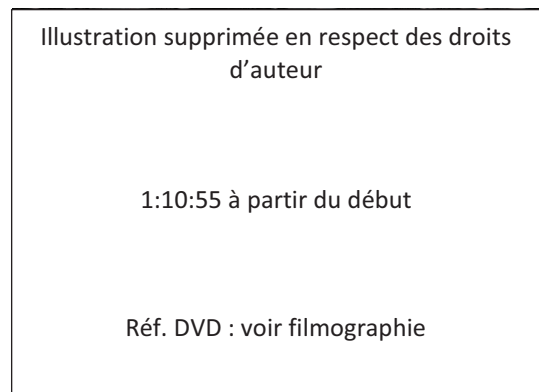 Illustration supprimée en respect des droits
d’auteur
1:10:55 à partir du début
Réf. DVD : voir filmographie